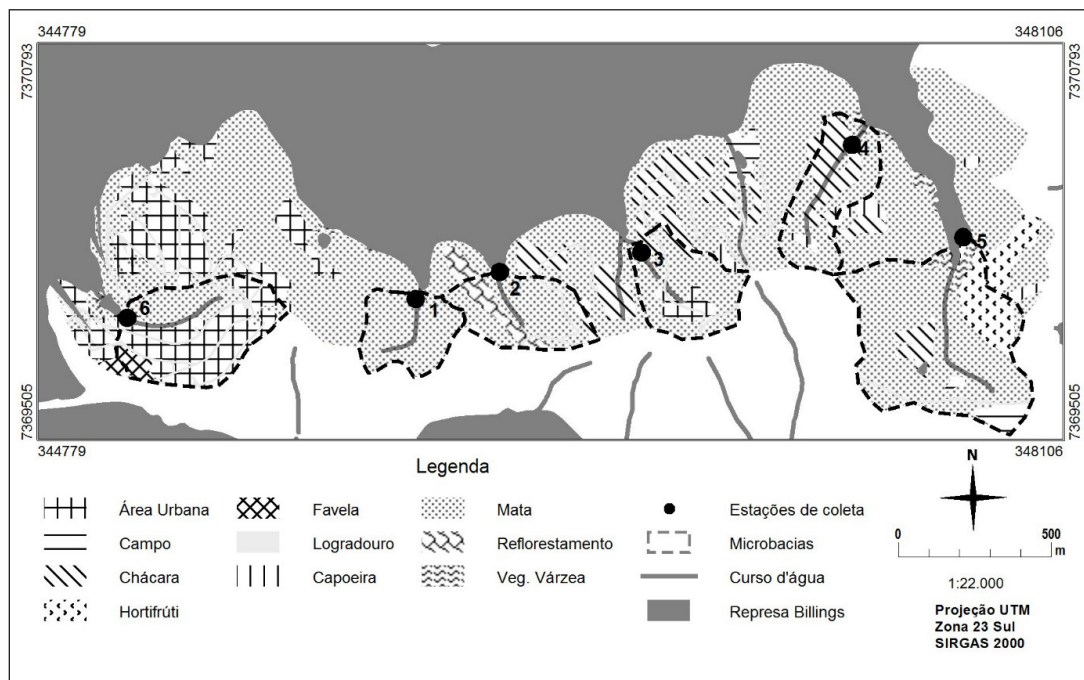 344779 348106
7370793 7370793
4
5
3
2
1
6
7369505 7369505
344779 348106
Legenda
Área Urbana Favela Mata Estações de coleta
Campo Logradouro Reflorestamento Microbacias
Chácara Capoeira Veg. Várzea Curso d'água
Hortifrúti Represa Billings
N
0 500
m
1:22.000
Projeção UTM
Zona 23 Sul
SIRGAS 2000